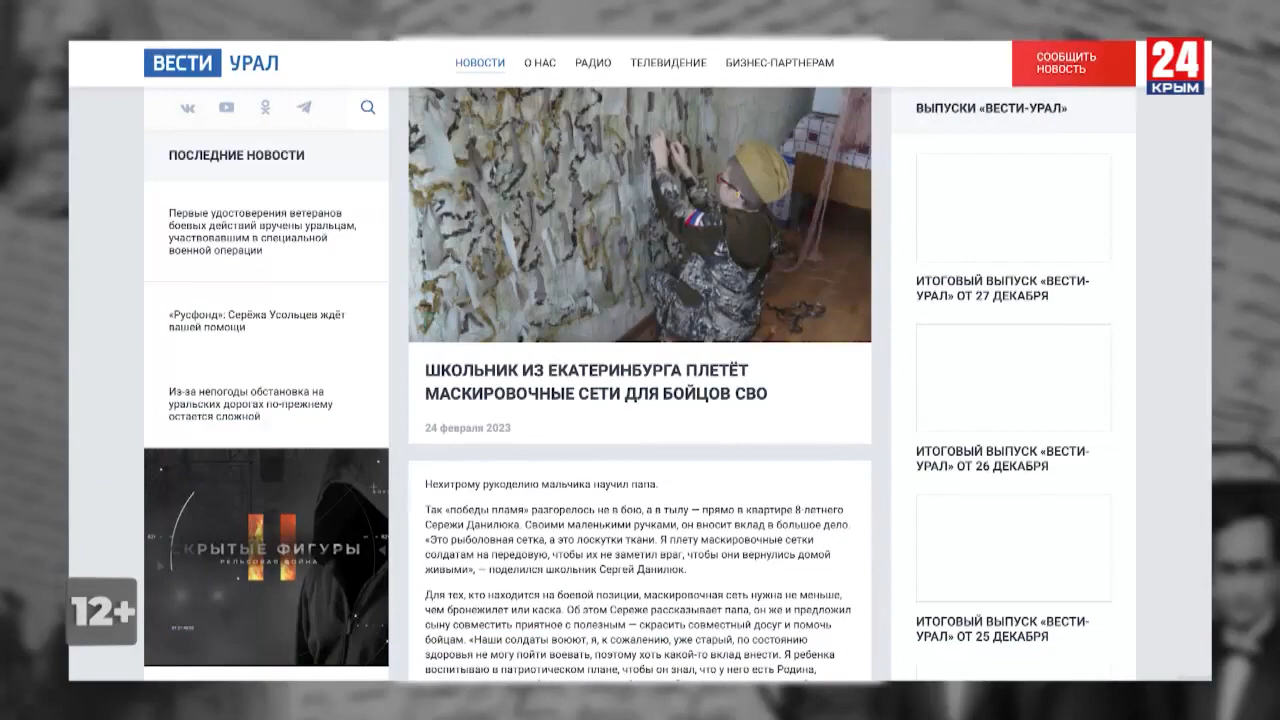 ВЕСТИ УРАЛ
НОВОСТИ О НАС РАДИО ТЕЛЕВИДЕНИЕ БИЗНЕС-ПАРТНЕРАМ
СООБЩИТЬ
НОВОСТЬ
24
КРЫМ
ПОСЛЕДНИЕ НОВОСТИ
Первые удостоверения ветеранов
боевых действий вручены уральцам,
участвовавшим в специальной
военной операции
«Русфонд»: Серёжа Усольцев ждёт
вашей помощи
Из-за непогоды обстановка на
уральских дорогах по-прежнему
остается сложной
КРЫТЫЕ ФИГУРЫ
РЕЛЬСОВАЯ ВОЙНА
12+
ШКОЛЬНИК ИЗ ЕКАТЕРИНБУРГА ПЛЕТЁТ
МАСКИРОВОЧНЫЕ СЕТИ ДЛЯ БОЙЦОВ СВО
24 февраля 2023
Нехитрому рукоделию мальчика научил папа.
Так «победы пламя» разгорелось не в бою, а в тылу — прямо в квартире 8-летнего
Сережи Данилюка. Своими маленькими ручками, он вносит вклад в большое дело.
«Это рыболовная сетка, а это лоскутки ткани. Я плету маскировочные сетки
солдатам на передовую, чтобы их не заметил враг, чтобы они вернулись домой
живыми», — поделился школьник Сергей Данилюк.
Для тех, кто находится на боевой позиции, маскировочная сеть нужна не меньше,
чем бронежилет или каска. Об этом Сереже рассказывает папа, он же и предложил
сыну совместить приятное с полезным — скрасить совместный досуг и помочь
бойцам. «Наши солдаты воюют, я, к сожалению, уже старый, по состоянию
здоровья не могу пойти воевать, поэтому хоть какой-то вклад внести. Я ребенка
воспитываю в патриотическом плане, чтобы он знал, что у него есть Родина,
ВЫПУСКИ «ВЕСТИ-УРАЛ»
ИТОГОВЫЙ ВЫПУСК «ВЕСТИ-
УРАЛ» ОТ 27 ДЕКАБРЯ
ИТОГОВЫЙ ВЫПУСК «ВЕСТИ-
УРАЛ» ОТ 26 ДЕКАБРЯ
ИТОГОВЫЙ ВЫПУСК «ВЕСТИ-
УРАЛ» ОТ 25 ДЕКАБРЯ